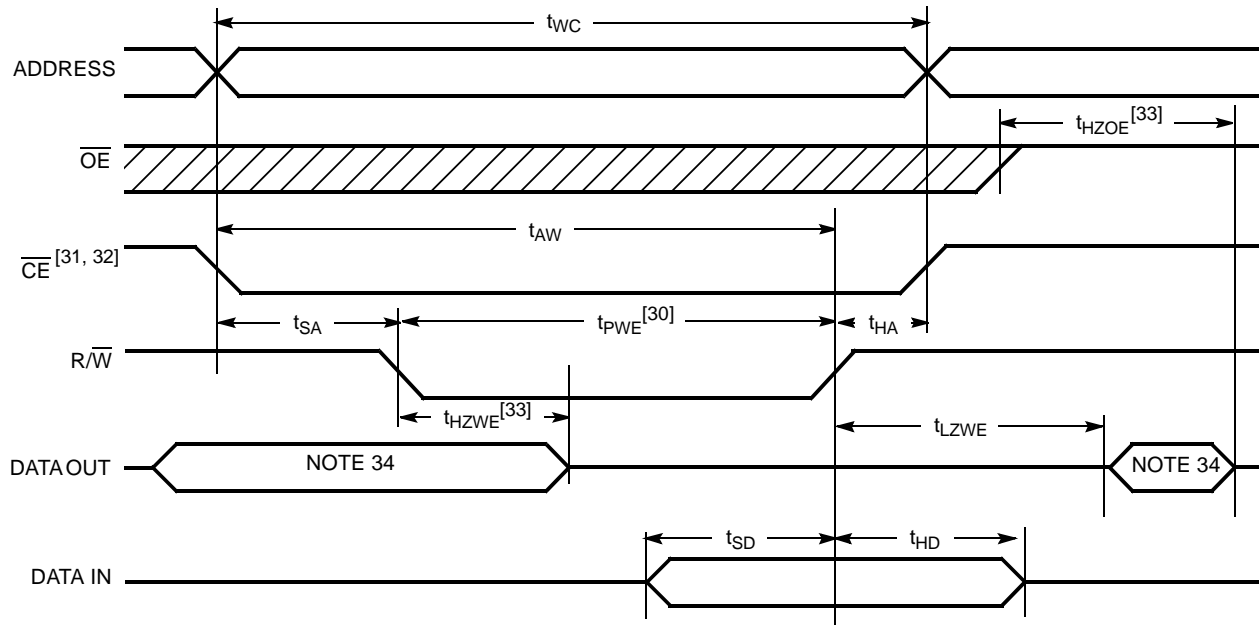 tWC
ADDRESS
tHZOE[33]
OE
tAW
CE [31, 32]
tSA
tPWE[30]
tHA
R/W
tHZWE[33]
tLZWE
DATA OUT
NOTE 34
NOTE 34
tSD
tHD
DATA IN